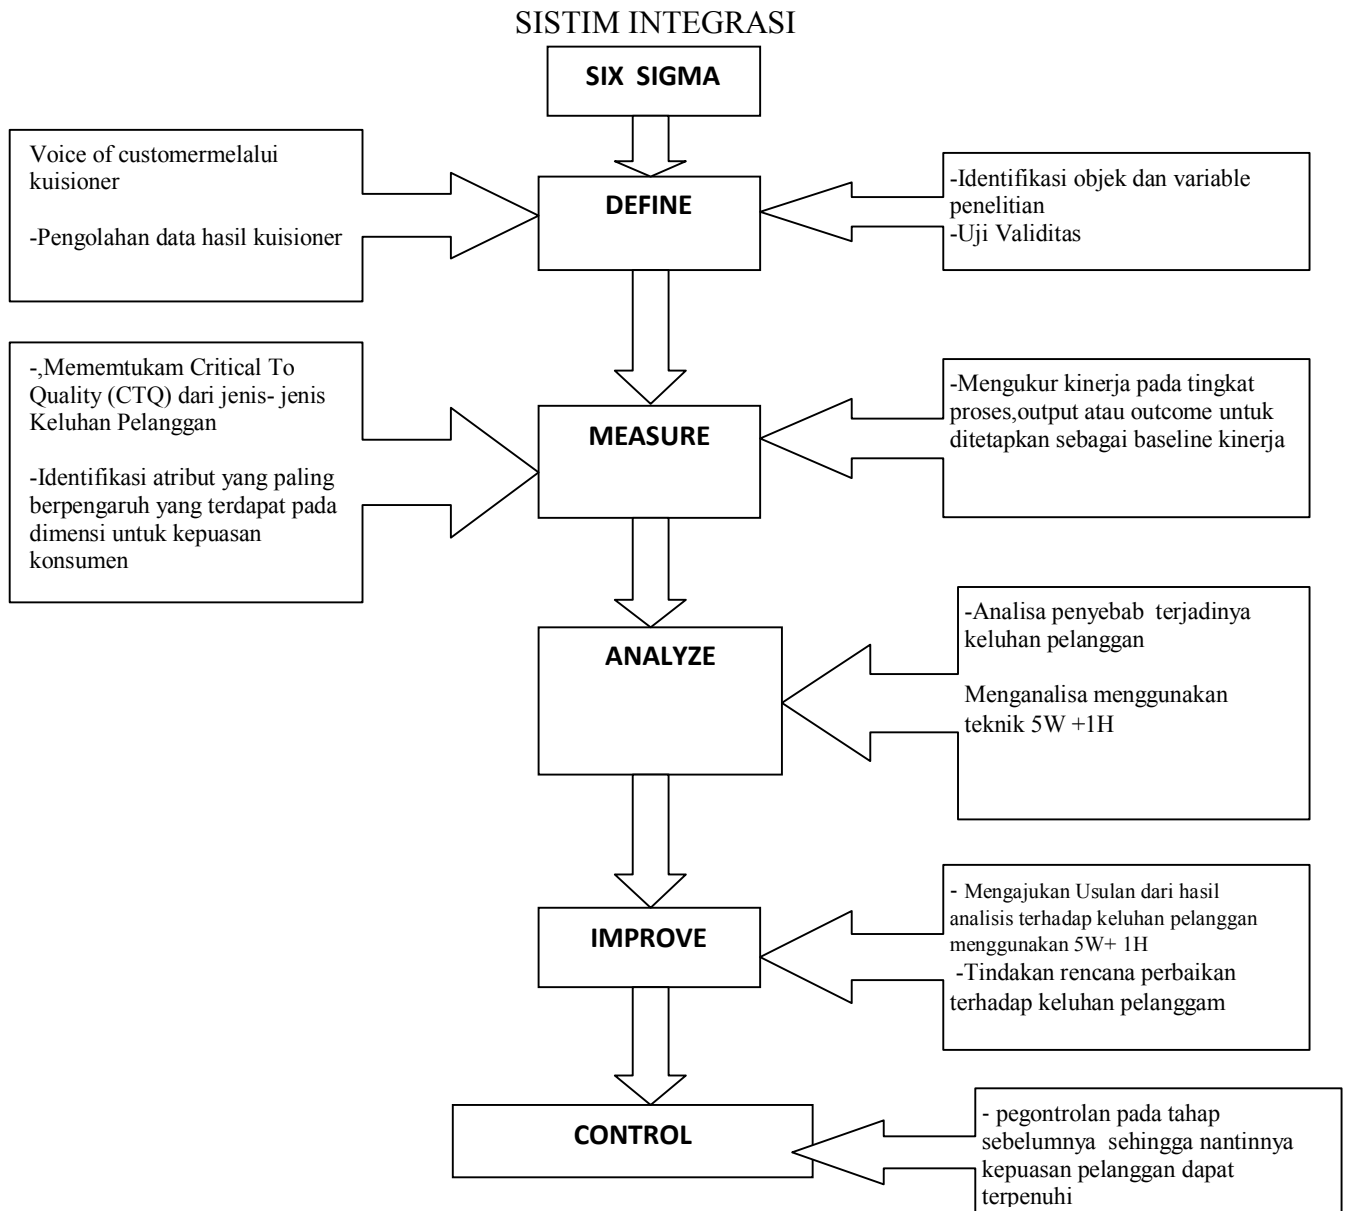 SISTIM INTEGRASI
SIX SIGMA
Voice of customermelalui
kuisioner
-Pengolahan data hasil kuisioner
DEFINE
-Identifikasi objek dan variable
penelitian
-Uji Validitas
-,Mememtukam Critical To
Quality (CTQ) dari jenis- jenis
Keluhan Pelanggan
-Identifikasi atribut yang paling
berpengaruh yang terdapat pada
dimensi untuk kepuasan
konsumen
MEASURE
-Mengukur kinerja pada tingkat
proses,output atau outcome untuk
ditetapkan sebagai baseline kinerja
ANALYZE
-Analisa penyebab terjadinya
keluhan pelanggan
Menganalisa menggunakan
teknik 5W +1H
IMPROVE
- Mengajukan Usulan dari hasil
analisis terhadap keluhan pelanggan
menggunakan 5W+ 1H
-Tindakan rencana perbaikan
terhadap keluhan pelanggam
CONTROL
- pegontrolan pada tahap
sebelumnya sehingga nantinnya
kepuasan pelanggan dapat
terpenuhi